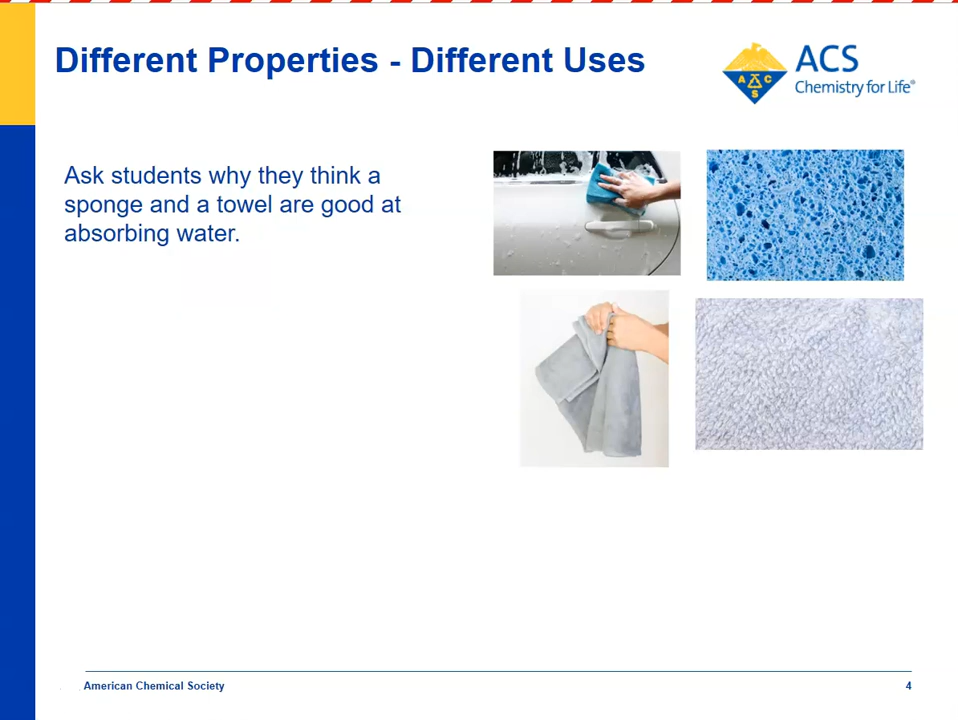 Different Properties - Different Uses
ACS
Chemistry for Life®
A C S
Ask students why they think a
sponge and a towel are good at
absorbing water.
American Chemical Society
4